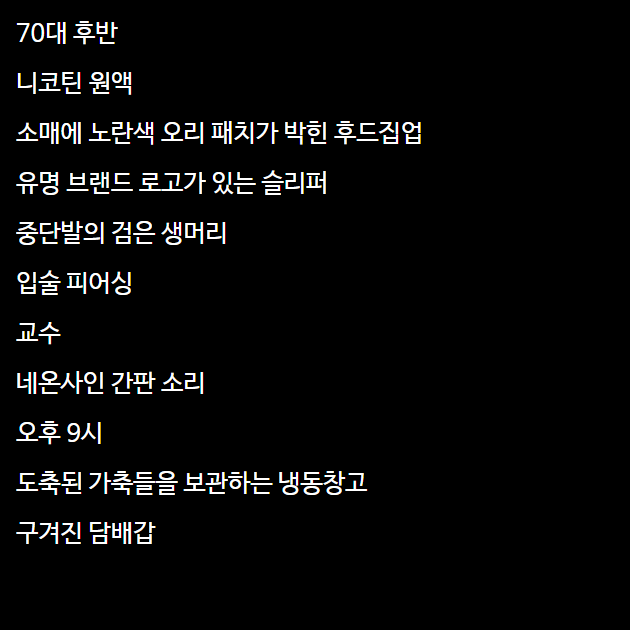 70대 후반
니코틴 원액
소매에 노란색 오리 패치가 박힌 후드집업
유명 브랜드 로고가 있는 슬리퍼
중단발의 검은 생머리
입술 피어싱
교수
네온사인 간판 소리
오후 9시
도축된 가축들을 보관하는 냉동창고
구겨진 담배갑